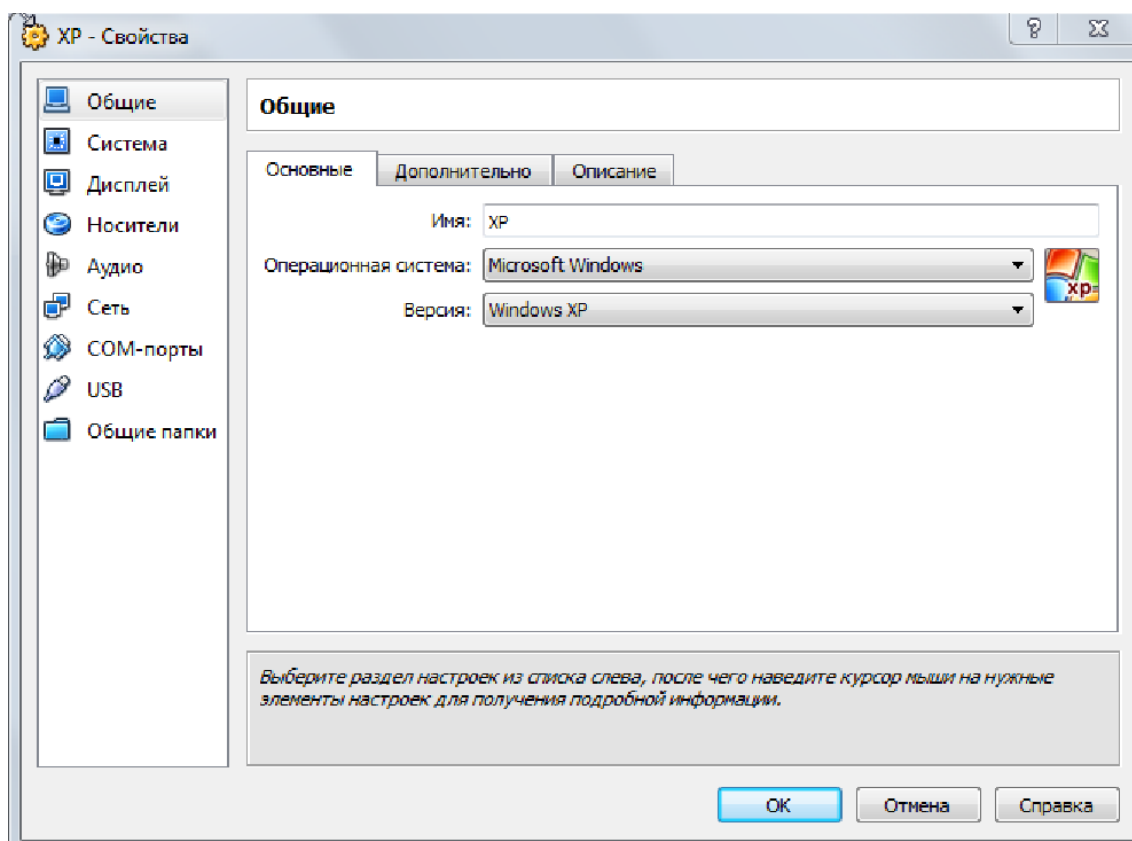 XP - Свойства
Общие
Система
Дисплей
Носители
Аудио
Сеть
COM-порты
USB
Общие папки
Общие
Основные Дополнительно Описание
Имя: XP
Операционная система: Microsoft Windows
xp
Версия: Windows XP
Выберите раздел настроек из списка слева, после чего наведите курсор мыши на нужные
элементы настроек для получения подробной информации.
OK Отмена Справка